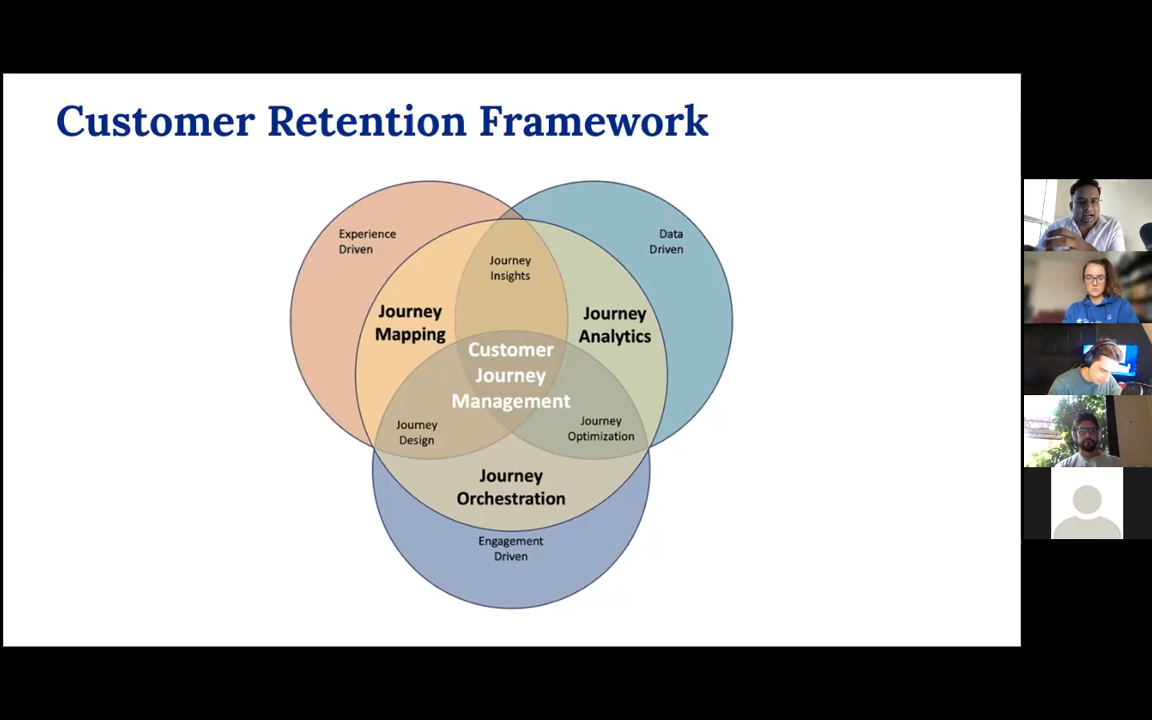 Customer Retention Framework
Experience
Driven
Data
Driven
Journey
Insights
Journey
Mapping
Journey
Analytics
Customer
Journey
Management
Journey
Design
Journey
Optimization
Journey
Orchestration
Engagement
Driven